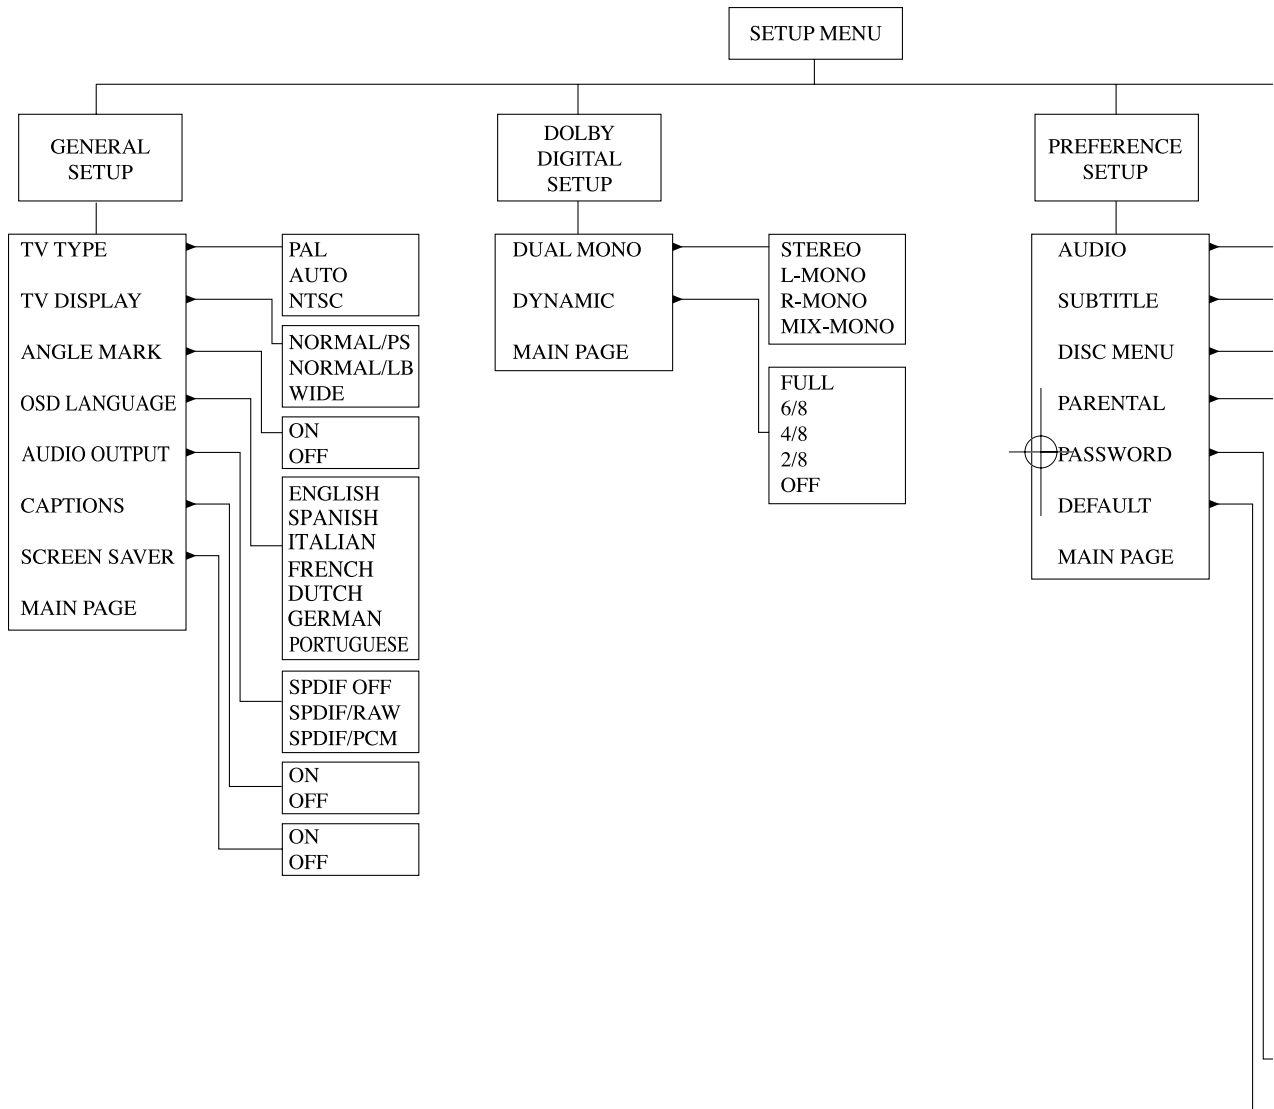 SETUP MENU
GENERAL
SETUP
TV TYPE
TV DISPLAY
ANGLE MARK
OSD LANGUAGE
AUDIO OUTPUT
CAPTIONS
SCREEN SAVER
MAIN PAGE
PAL
AUTO
NTSC
NORMAL/PS
NORMAL/LB
WIDE
ON
OFF
ENGLISH
SPANISH
ITALIAN
FRENCH
DUTCH
GERMAN
PORTUGUESE
SPDIF OFF
SPDIF/RAW
SPDIF/PCM
ON
OFF
ON
OFF
DOLBY
DIGITAL
SETUP
DUAL MONO
DYNAMIC
MAIN PAGE
STEREO
L-MONO
R-MONO
MIX-MONO
FULL
6/8
4/8
2/8
OFF
PREFERENCE
SETUP
AUDIO
SUBTITLE
DISC MENU
PARENTAL
PASSWORD
DEFAULT
MAIN PAGE